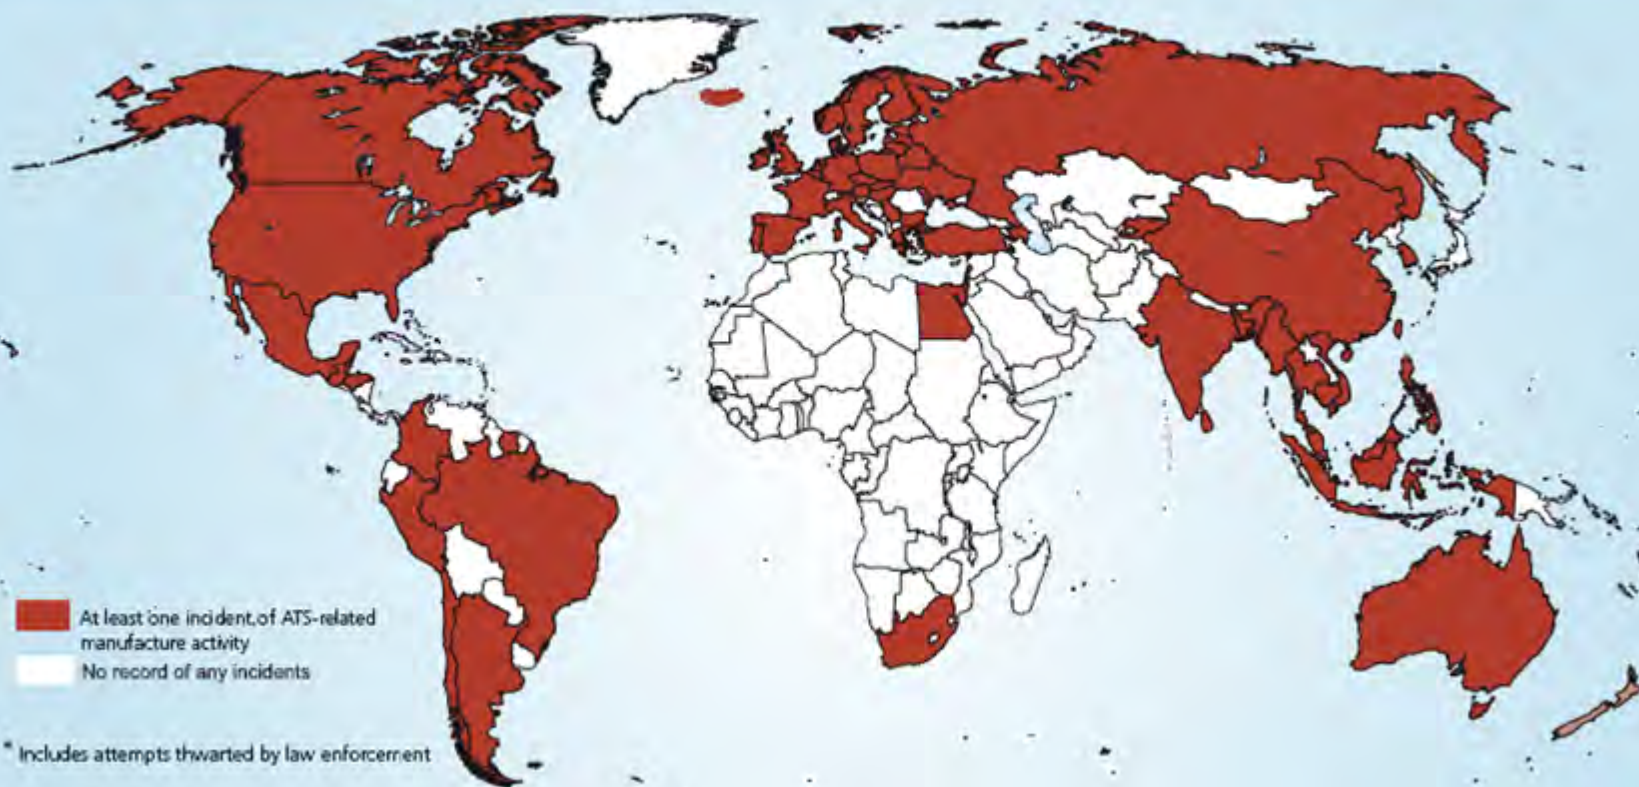 At least one incident of ATS-related
manufacture activity
No record of any incidents
* Includes attempts thwarted by law enforcement